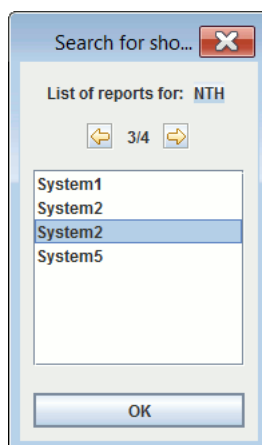 Search for sho...
List of reports for: NTH
3/4
System1
System2
System2
System5
OK